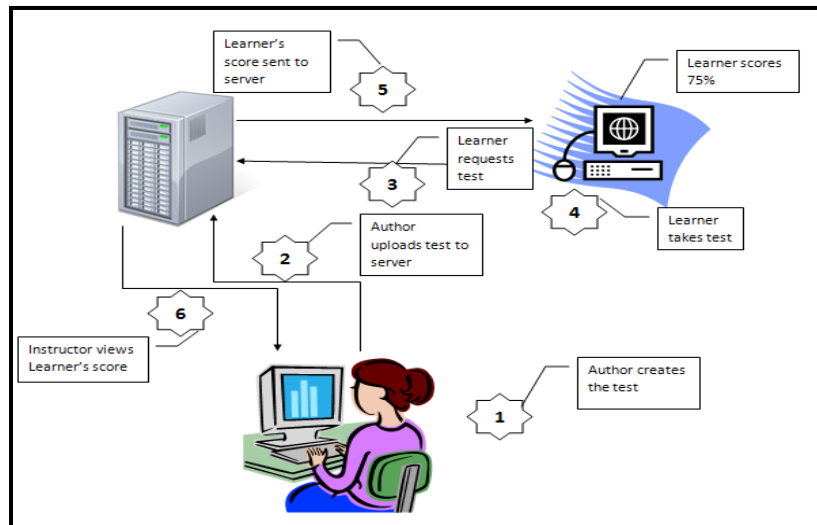 Learner's
score sent to
server
5
Learner scores
75%
Learner
requests
test
3
4
Learner
takes test
Author
uploads test to
server
2
6
Instructor views
Learner's score
Author creates
the test
1